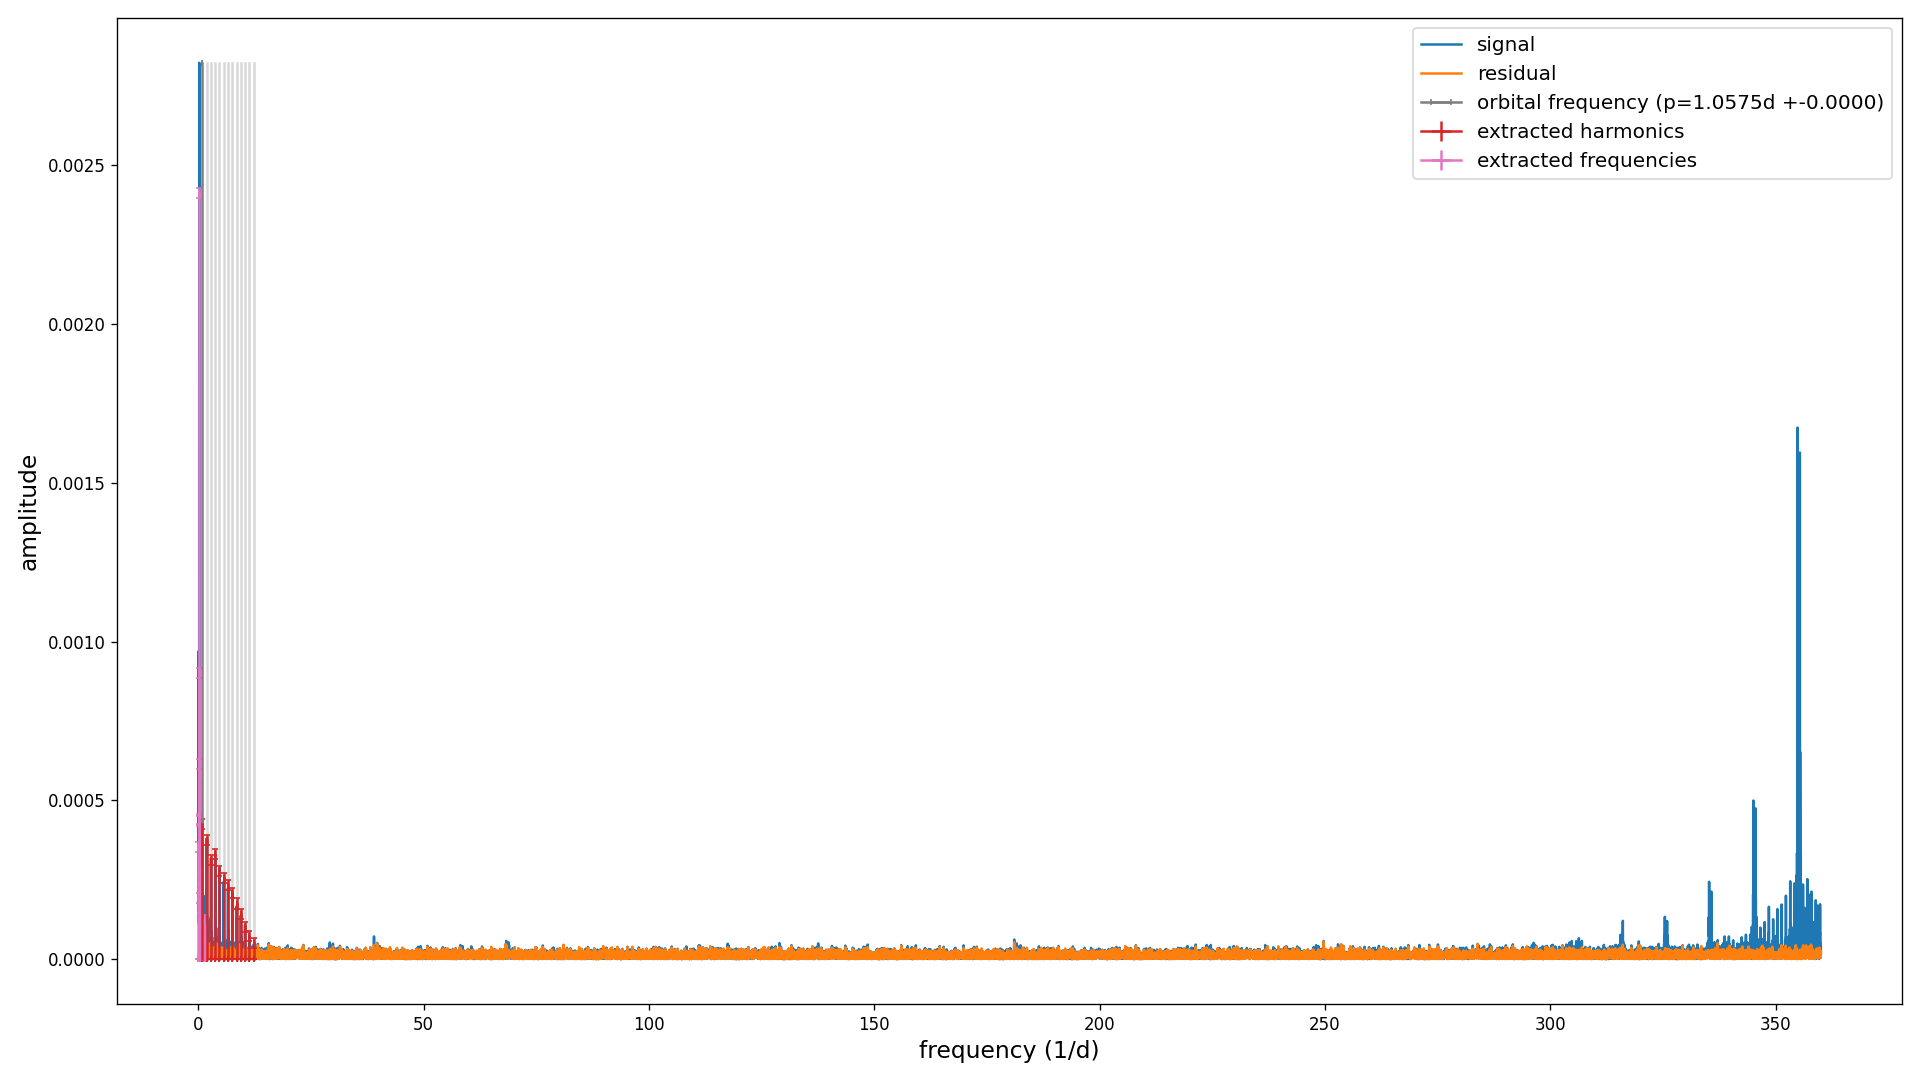 signal
residual
orbital frequency (p=1.0575d +-0.0000)
extracted harmonics
extracted frequencies
0.0025
0.0020
0.0015
0.0010
0.0005
0.0000
amplitude
0 50 100 150 200 250 300 350
frequency (1/d)